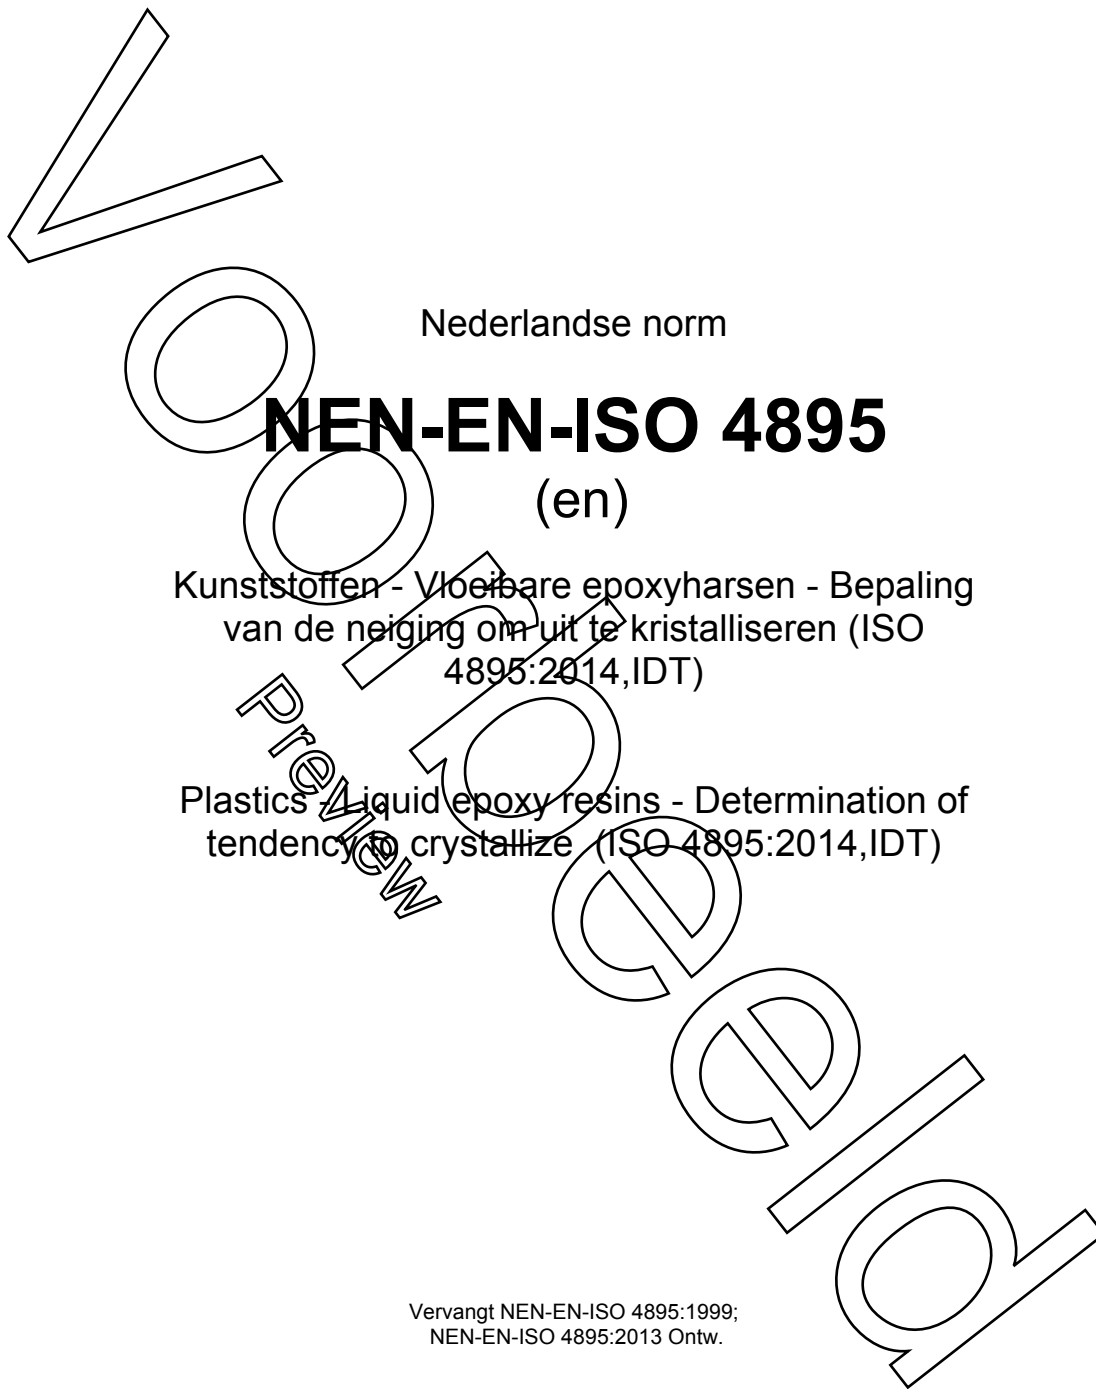 Voorbeeld
Preview
Nederlandse norm
NEN-EN-ISO 4895
(en)
Kunststoffen - Vloeibare epoxyharsen - Bepaling
van de neiging om uit te kristalliseren (ISO
4895:2014,IDT)
Plastics - Liquid epoxy resins - Determination of
tendency to crystallize (ISO 4895:2014,IDT)
Vervangt NEN-EN-ISO 4895:1999;
NEN-EN-ISO 4895:2013 Ontw.